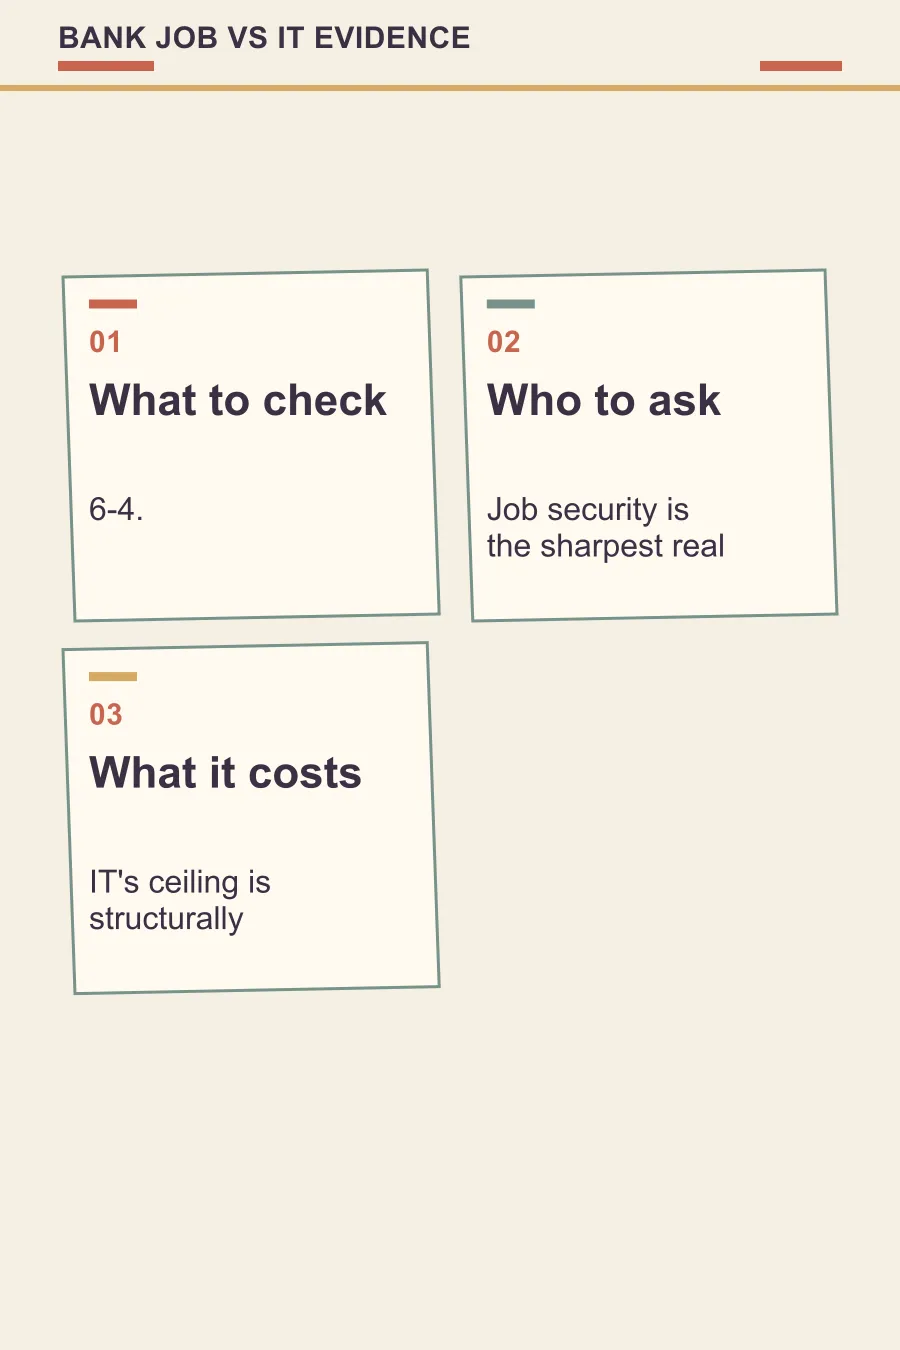 BANK JOB VS IT EVIDENCE
01
What to check
6-4.
02
Who to ask
Job security is
the sharpest real
03
What it costs
IT's ceiling is
structurally